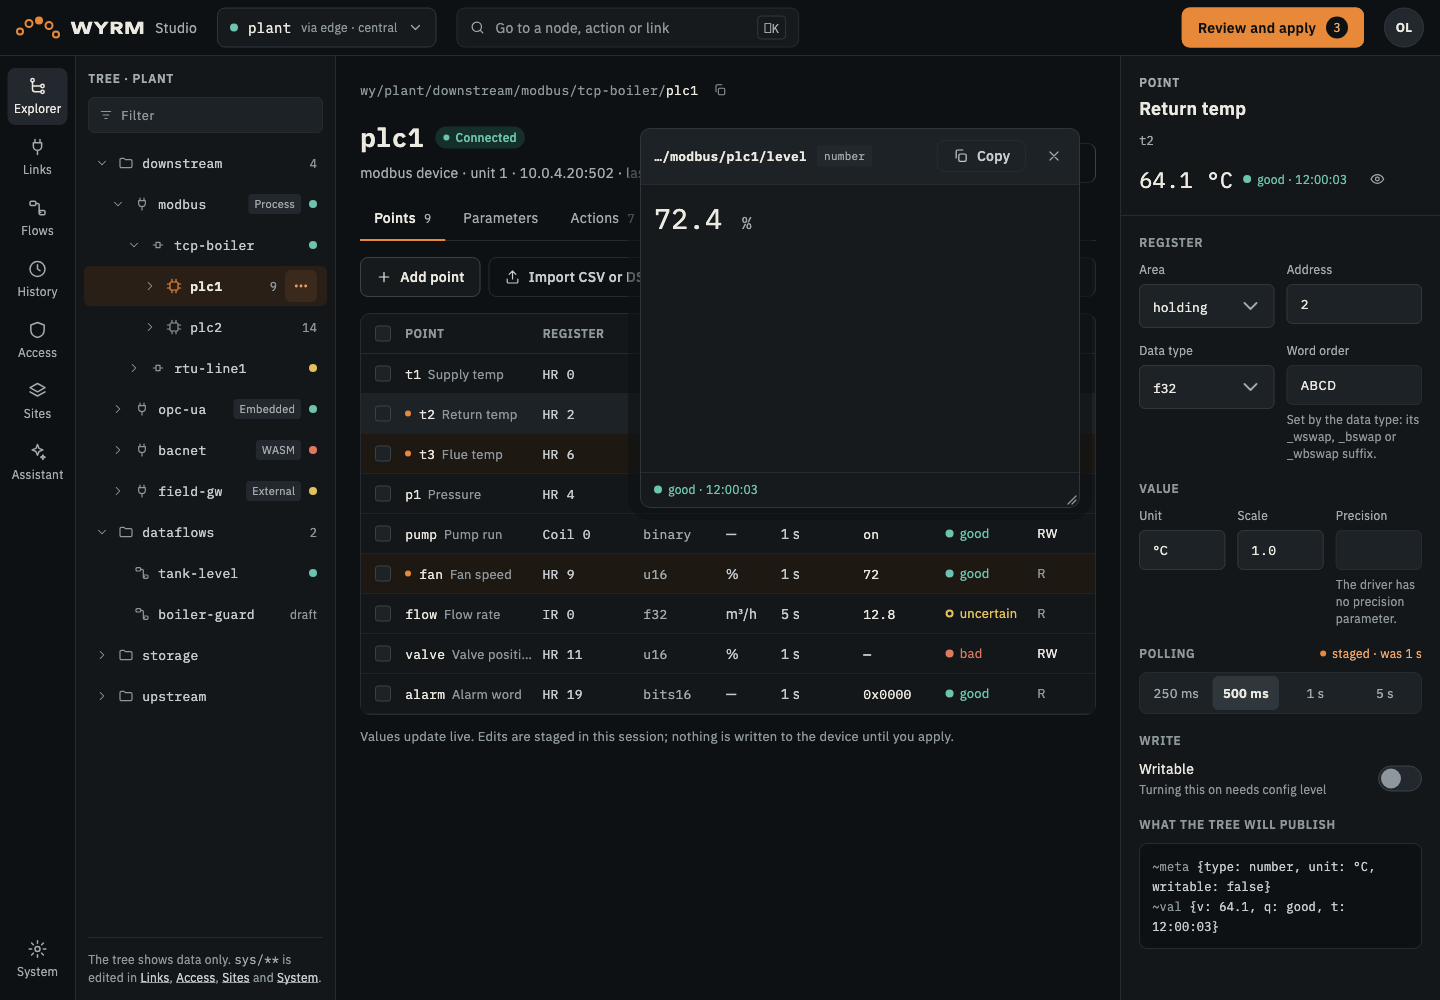 WYRM Studio
plant via edge · central
Go to a node, action or link
K
Review and apply 3
OL
Explorer
Links
Flows
History
Access
Sites
Assistant
System
TREE · PLANT
Filter
downstream 4
modbus Process
tcp-boiler
plc1 9
plc2 14
rtu-line1
opc-ua Embedded
bacnet WASM
field-gw External
dataflows 2
tank-level
boiler-guard draft
storage
upstream
The tree shows data only. sys/** is
edited in Links, Access, Sites and System.
wy/plant/downstream/modbus/tcp-boiler/plc1
plc1 Connected
modbus device · unit 1 · 10.0.4.20:502 ·
Points 9 Parameters Actions 7
Add point
Import CSV or
POINT REGISTER
t1 Supply temp HR 0
t2 Return temp HR 2
t3 Flue temp HR 6
p1 Pressure HR 4
pump Pump run Coil 0 binary — 1 s on good RW
fan Fan speed HR 9 u16 % 1 s 72 good R
flow Flow rate IR 0 f32 m³/h 5 s 12.8 uncertain R
valve Valve positi… HR 11 u16 % 1 s — bad RW
alarm Alarm word HR 19 bits16 — 1 s 0x0000 good R
Values update live. Edits are staged in this session; nothing is written to the device until you apply.
…/modbus/plc1/level number Copy
72.4 %
good · 12:00:03
POINT
Return temp
t2
64.1 °C good · 12:00:03
REGISTER
Area Address
holding 2
Data type Word order
f32 ABCD
Set by the data type: its
_wswap, _bswap or
_wbswap suffix.
VALUE
Unit Scale Precision
°C 1.0
The driver has
no precision
parameter.
POLLING staged · was 1 s
250 ms 500 ms 1 s 5 s
WRITE
Writable
Turning this on needs config level
WHAT THE TREE WILL PUBLISH
~meta {type: number, unit: °C,
writable: false}
~val {v: 64.1, q: good, t:
12:00:03}